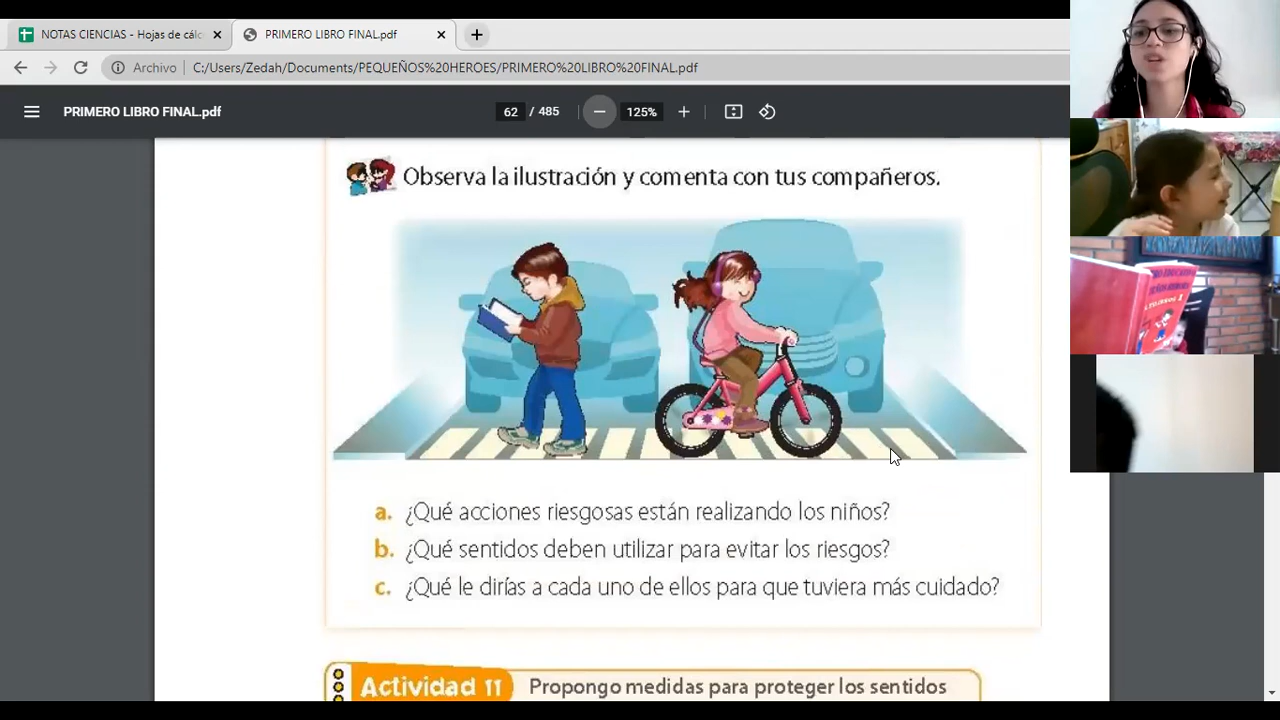 NOTAS CIENCIAS - Hojas de cálc
PRIMERO LIBRO FINAL.pdf
Archivo
C:/Users/Zedah/Documents/PEQUEÑOS%20HEROES/PRIMERO%20LIBRO%20FINAL.pdf
PRIMERO LIBRO FINAL.pdf
62 / 485
125%
Observa la ilustración y comenta con tus compañeros.
a. ¿Qué acciones riesgosas están realizando los niños?
b. ¿Qué sentidos deben utilizar para evitar los riesgos?
c. ¿Qué le dirías a cada uno de ellos para que tuviera más cuidado?
Actividad 11 Propongo medidas para proteger los sentidos